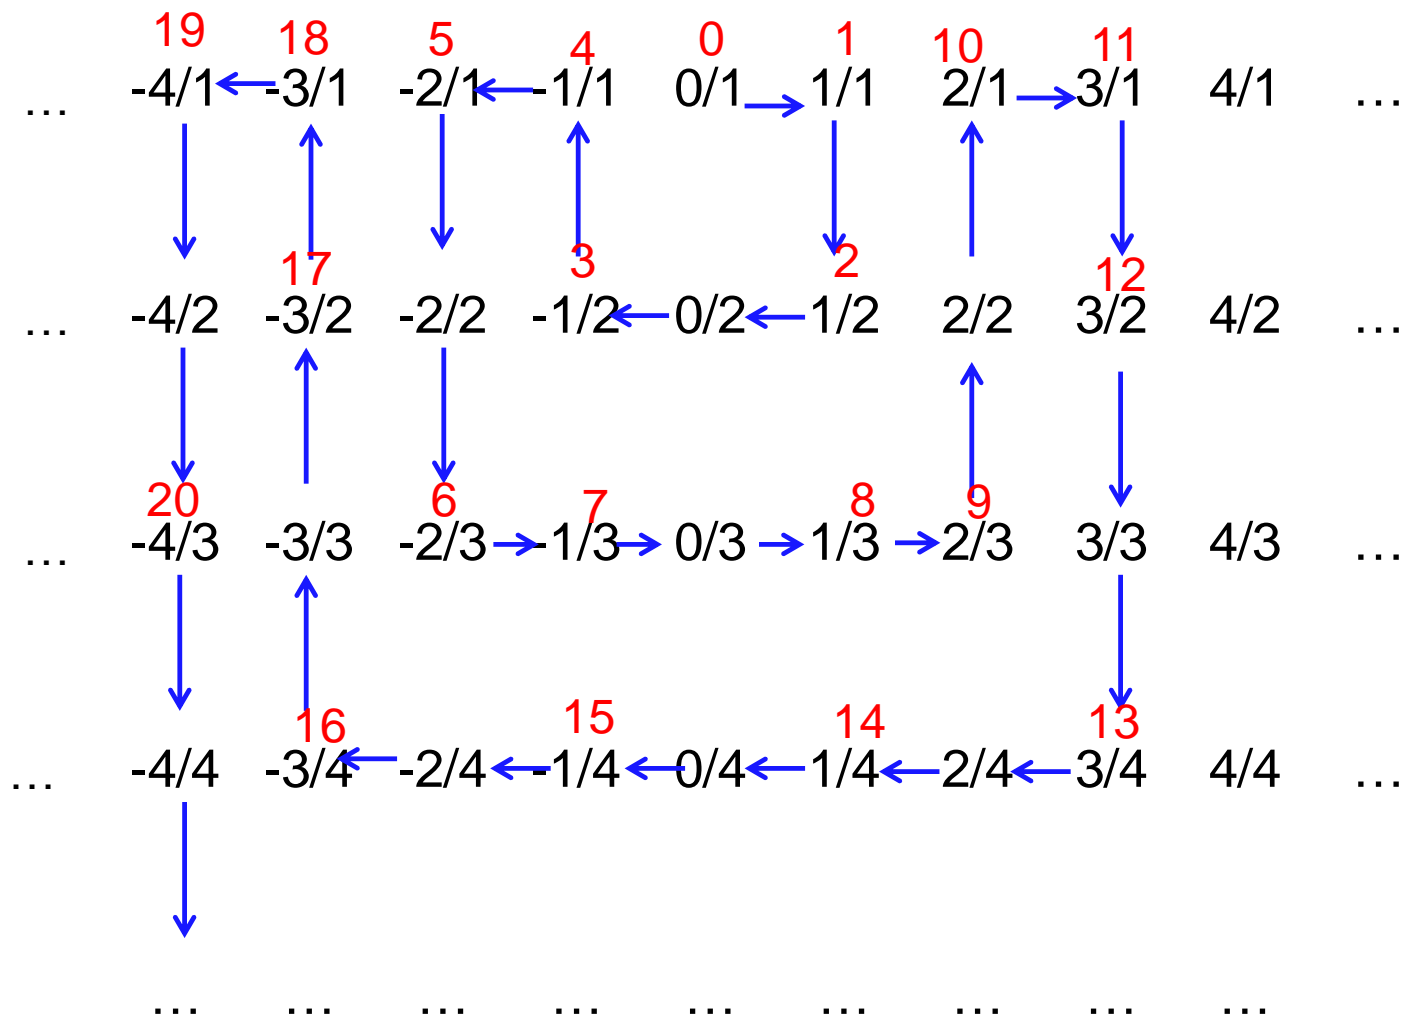 19 18 5 4 0 1 10 11
... -4/1 -3/1 -2/1 -1/1 0/1 1/1 2/1 3/1 4/1 ...
17 3 2 12
... -4/2 -3/2 -2/2 -1/2 0/2 1/2 2/2 3/2 4/2 ...
20 6 7 8 9
... -4/3 -3/3 -2/3 -1/3 0/3 1/3 2/3 3/3 4/3 ...
16 15 14 13
... -4/4 -3/4 -2/4 -1/4 0/4 1/4 2/4 3/4 4/4 ...
... ... ... ... ... ... ... ... ...